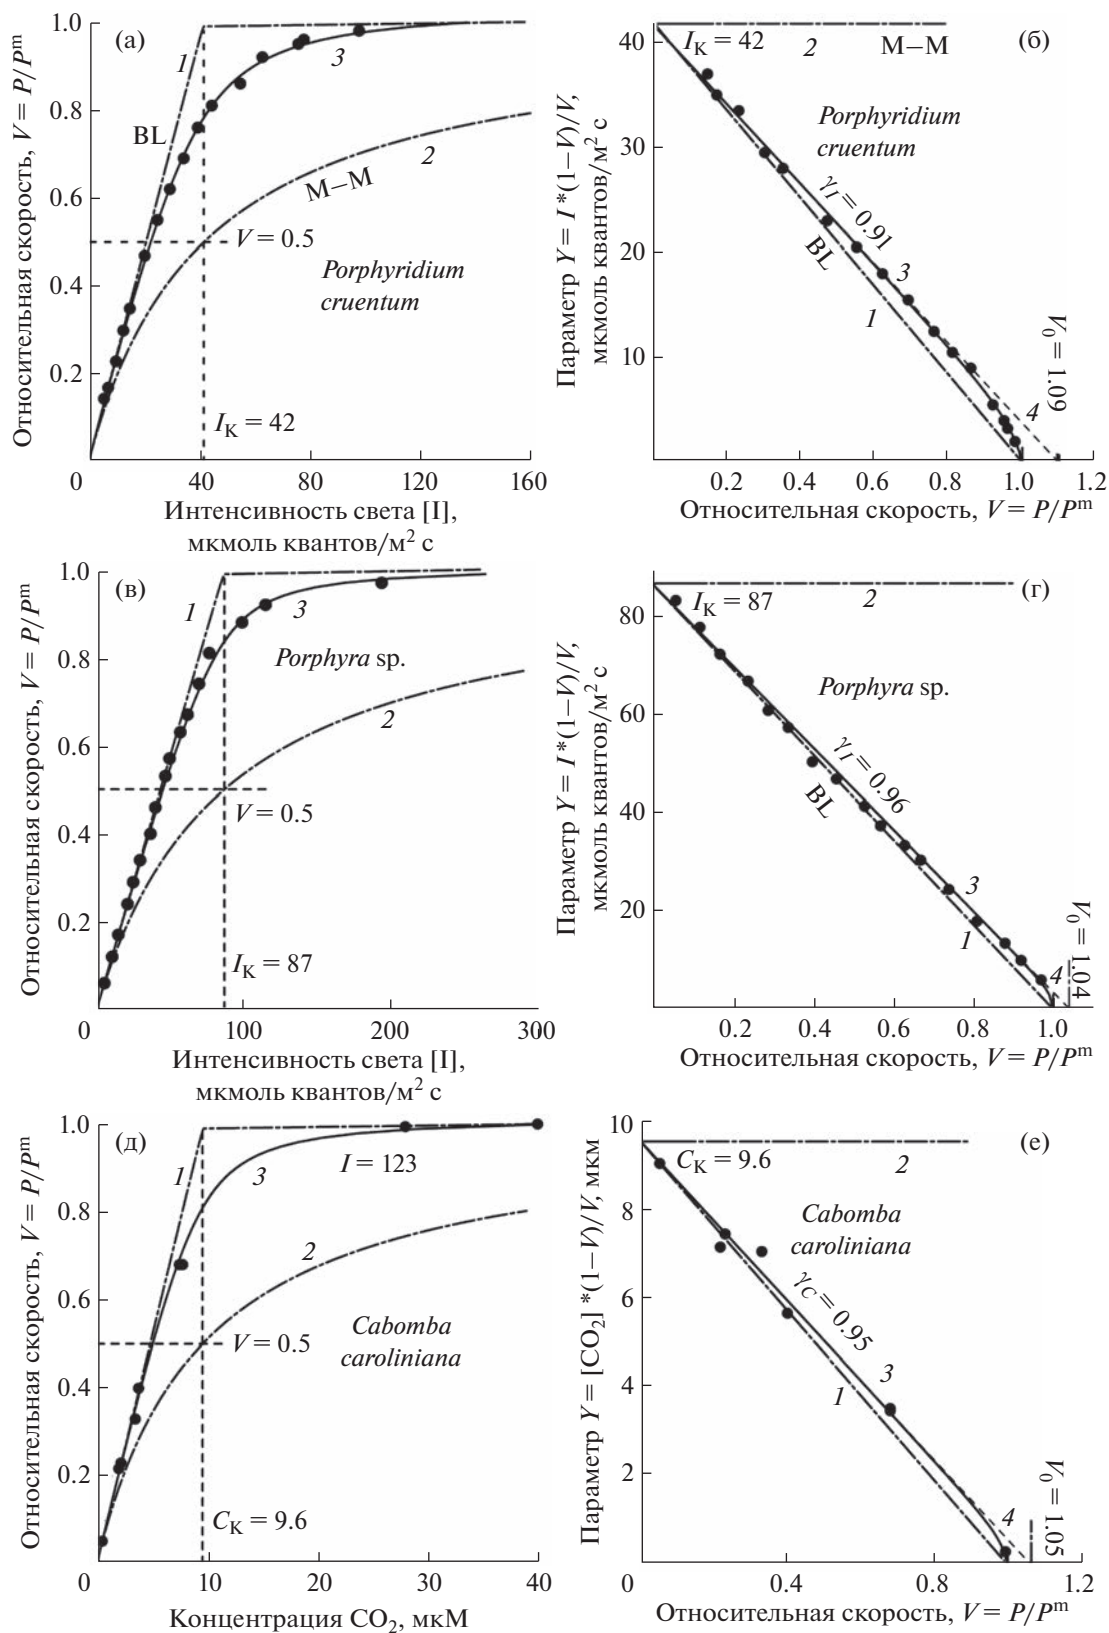 (а)
Относительная скорость, V = P/Pᵐ
1.0
0.8
0.6
0.4
0.2
0
40
80
120
160
1
BL
3
2
M–M
V = 0.5
Porphyridium
cruentum
I_K = 42
Интенсивность света [I],
мкмоль квантов/м² с
(б)
Параметр Y = I*(1–V)/V,
мкмоль квантов/м² с
40
30
20
10
0.2
0.4
0.6
0.8
1.0
1.2
I_K = 42
2
M–M
Porphyridium
cruentum
γ_I = 0.91
BL
3
1
4
V₀ = 1.09
Относительная скорость, V = P/Pᵐ
(в)
Относительная скорость, V = P/Pᵐ
1.0
0.8
0.6
0.4
0.2
0
100
200
300
1
3
Porphyra sp.
2
V = 0.5
I_K = 87
Интенсивность света [I],
мкмоль квантов/м² с
(г)
Параметр Y = I*(1–V)/V,
мкмоль квантов/м² с
80
60
40
20
0.2
0.4
0.6
0.8
1.0
I_K = 87
2
Porphyra sp.
γ_I = 0.96
BL
3
1
4
V₀ = 1.04
Относительная скорость, V = P/Pᵐ
(д)
Относительная скорость, V = P/Pᵐ
1.0
0.8
0.6
0.4
0.2
0
10
20
30
40
1
3
I = 123
2
V = 0.5
Cabomba
caroliniana
C_K = 9.6
Концентрация CO₂, мкМ
(е)
Параметр Y = [CO₂] *(1–V)/V, мкм
10
8
6
4
2
0
0.4
0.8
1.2
C_K = 9.6
2
Cabomba
caroliniana
γ_C = 0.95
3
1
4
V₀ = 1.05
Относительная скорость, V = P/Pᵐ